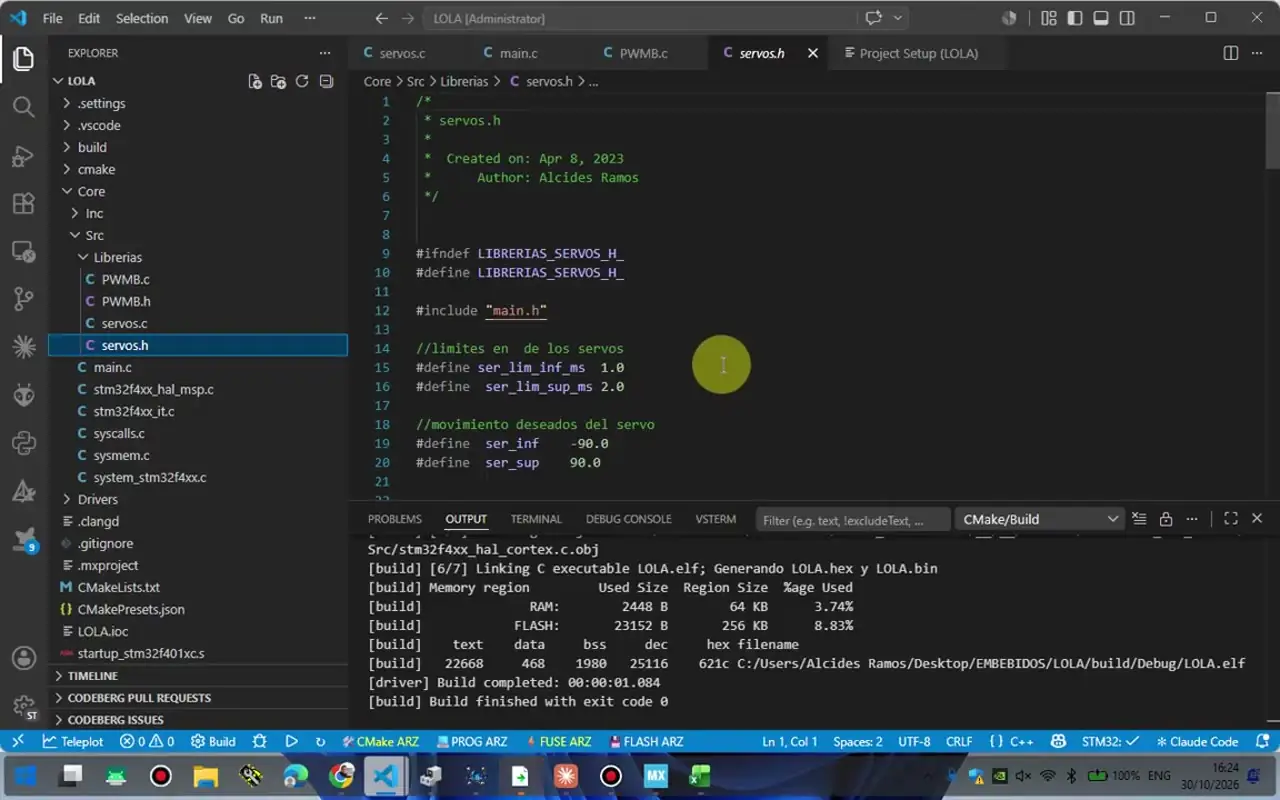 File Edit Selection View Go Run ··· LOLA [Administrator]
EXPLORER
servos.c main.c PWMB.c servos.h Project Setup (LOLA)
LOLA
Core > Src > Librerias > C servos.h > ...
.settings
.vscode
build
cmake
Core
Inc
Src
Librerias
C PWMB.c
C PWMB.h
C servos.c
C servos.h
C main.c
C stm32f4xx_hal_msp.c
C stm32f4xx_it.c
C syscalls.c
C sysmem.c
C system_stm32f4xx.c
Drivers
.clangd
.gitignore
.mxproject
M CMakeLists.txt
{} CMakePresets.json
LOLA.ioc
startup_stm32f401xc.s
TIMELINE
CODEBERG PULL REQUESTS
CODEBERG ISSUES
1 /*
2 * servos.h
3 *
4 * Created on: Apr 8, 2023
5 * Author: Alcides Ramos
6 */
7
8
9 #ifndef LIBRERIAS_SERVOS_H_
10 #define LIBRERIAS_SERVOS_H_
11
12 #include "main.h"
13
14 //limites en de los servos
15 #define ser_lim_inf_ms 1.0
16 #define ser_lim_sup_ms 2.0
17
18 //movimiento deseados del servo
19 #define ser_inf -90.0
20 #define ser_sup 90.0
21
PROBLEMS OUTPUT TERMINAL DEBUG CONSOLE VSTERM Filter (e.g. text, !excludeText, ... CMake/Build
Src/stm32f4xx_hal_cortex.c.obj
[build] [6/7] Linking C executable LOLA.elf; Generando LOLA.hex y LOLA.bin
[build] Memory region Used Size Region Size %age Used
[build] RAM: 2448 B 64 KB 3.74%
[build] FLASH: 23152 B 256 KB 8.83%
[build] text data bss dec hex filename
[build] 22668 468 1980 25116 621c C:/Users/Alcides Ramos/Desktop/EMBEBIDOS/LOLA/build/Debug/LOLA.elf
[driver] Build completed: 00:00:01.084
[build] Build finished with exit code 0
9
ST
Teleplot 0 0 Build CMake ARZ PROG ARZ FUSE ARZ FLASH ARZ Ln 1, Col 1 Spaces: 2 UTF-8 CRLF {} C++ STM32: Claude Code
MX 100% ENG 16:24
30/10/2026